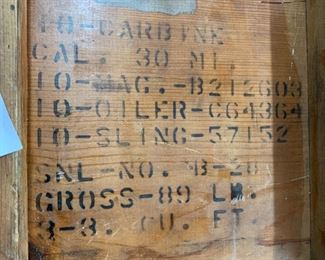 10-CARBINE
CAL. 30 M1.
10-MAG.-B212603
10-OILER-C64364
10-SLING-57152
SNL-NO. B-28
GROSS-89 LB.
3-3. CU. FT.